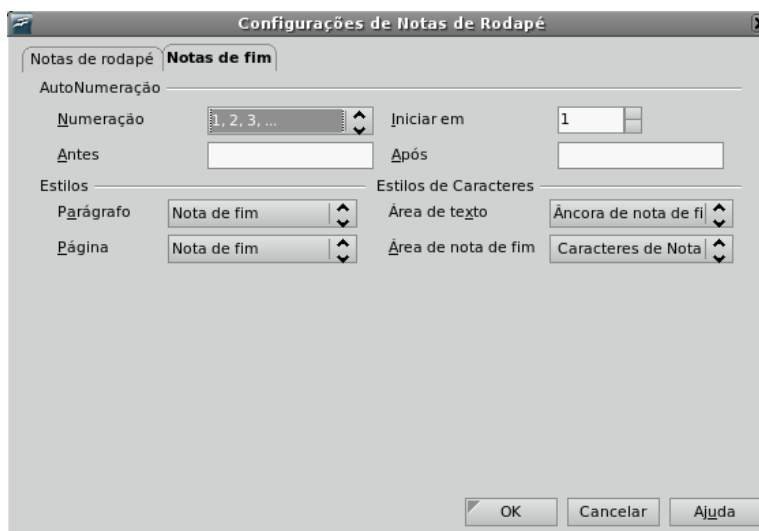 Configurações de Notas de Rodapé
Notas de rodapé Notas de fim
AutoNumeração
Numeração 1, 2, 3, ... Iniciar em 1
Antes Após
Estilos Estilos de Caracteres
Parágrafo Nota de fim Área de texto Âncora de nota de fi
Página Nota de fim Área de nota de fim Caracteres de Nota
OK Cancelar Ajuda